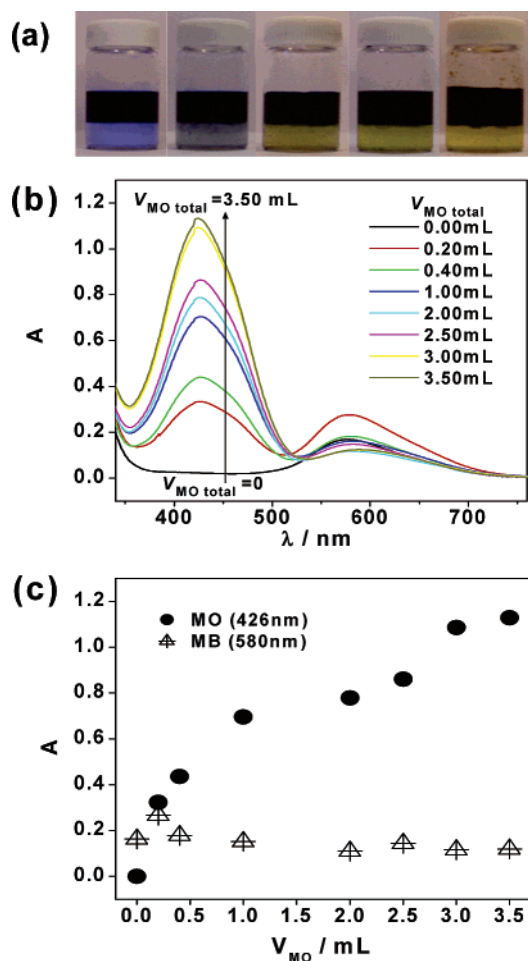 (a)
(b)
V MO total =3.50 mL
V MO total
0.00mL
0.20mL
0.40mL
1.00mL
2.00mL
2.50mL
3.00mL
3.50mL
V MO total =0
1.2
1.0
0.8
0.6
0.4
0.2
0.0
A
400 500 600 700
λ / nm
(c)
MO (426nm)
MB (580nm)
1.2
1.0
0.8
0.6
0.4
0.2
0.0
A
0.0 0.5 1.0 1.5 2.0 2.5 3.0 3.5
V MO / mL